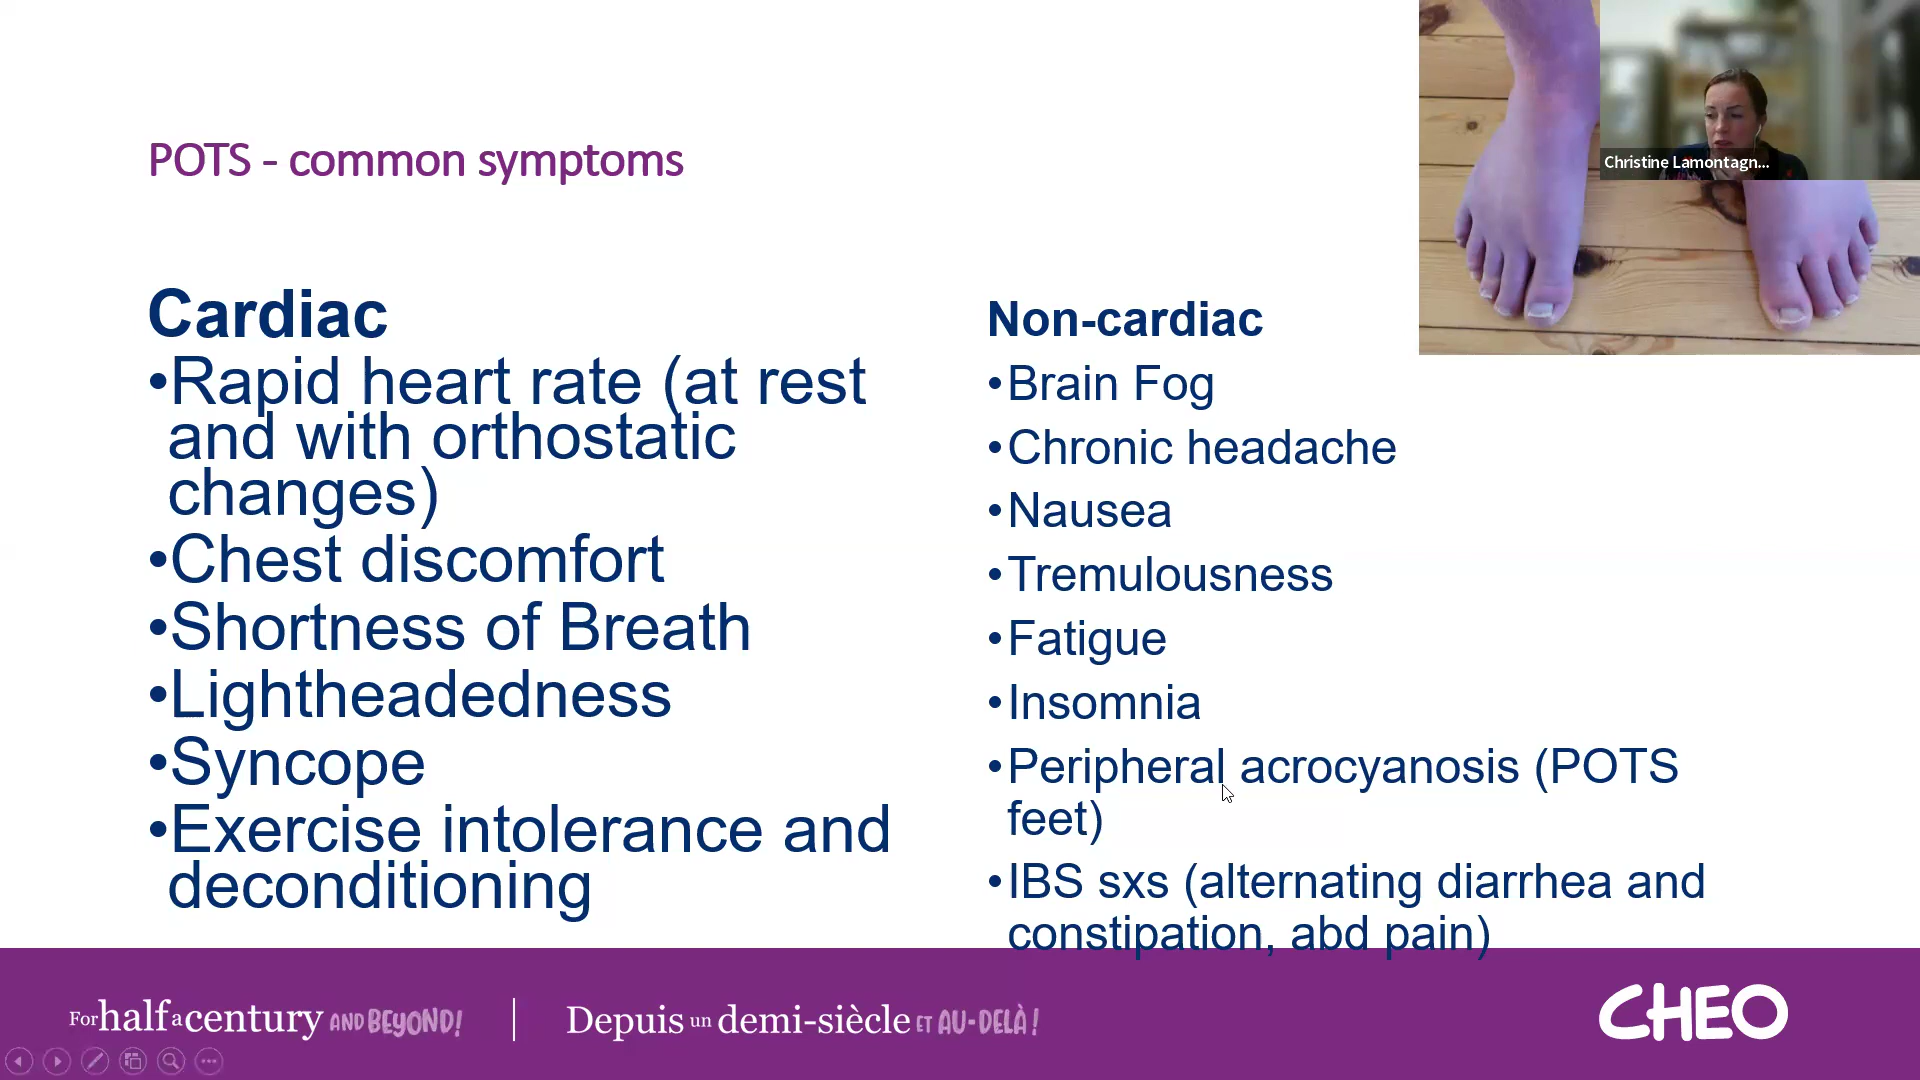 Christine Lamontagn...
POTS - common symptoms
Cardiac
•Rapid heart rate (at rest
and with orthostatic
changes)
•Chest discomfort
•Shortness of Breath
•Lightheadedness
•Syncope
•Exercise intolerance and
deconditioning
Non-cardiac
•Brain Fog
•Chronic headache
•Nausea
•Tremulousness
•Fatigue
•Insomnia
•Peripheral acrocyanosis (POTS
feet)
•IBS sxs (alternating diarrhea and
constipation, abd pain)
For half a century AND BEYOND!
Depuis un demi-siècle ET AU-DELÀ!
CHEO